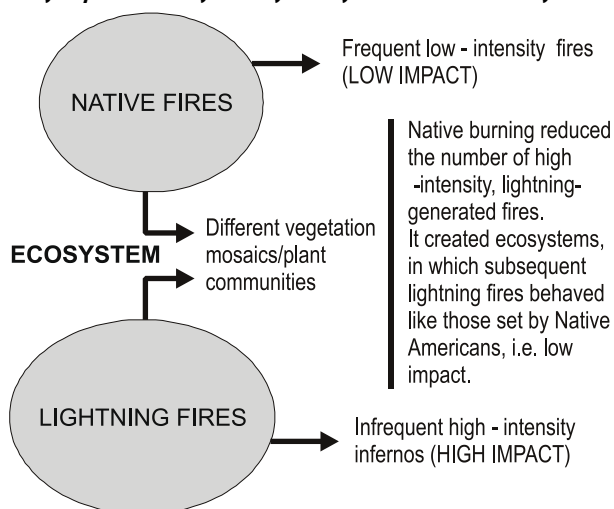 Frequent low - intensity fires
(LOW IMPACT)
NATIVE FIRES
Native burning reduced
the number of high
-intensity, lightning-
generated fires.
It created ecosystems,
in which subsequent
lightning fires behaved
like those set by Native
Americans, i.e. low
impact.
Different vegetation
mosaics/plant
communities
ECOSYSTEM
LIGHTNING FIRES
Infrequent high - intensity
infernos (HIGH IMPACT)